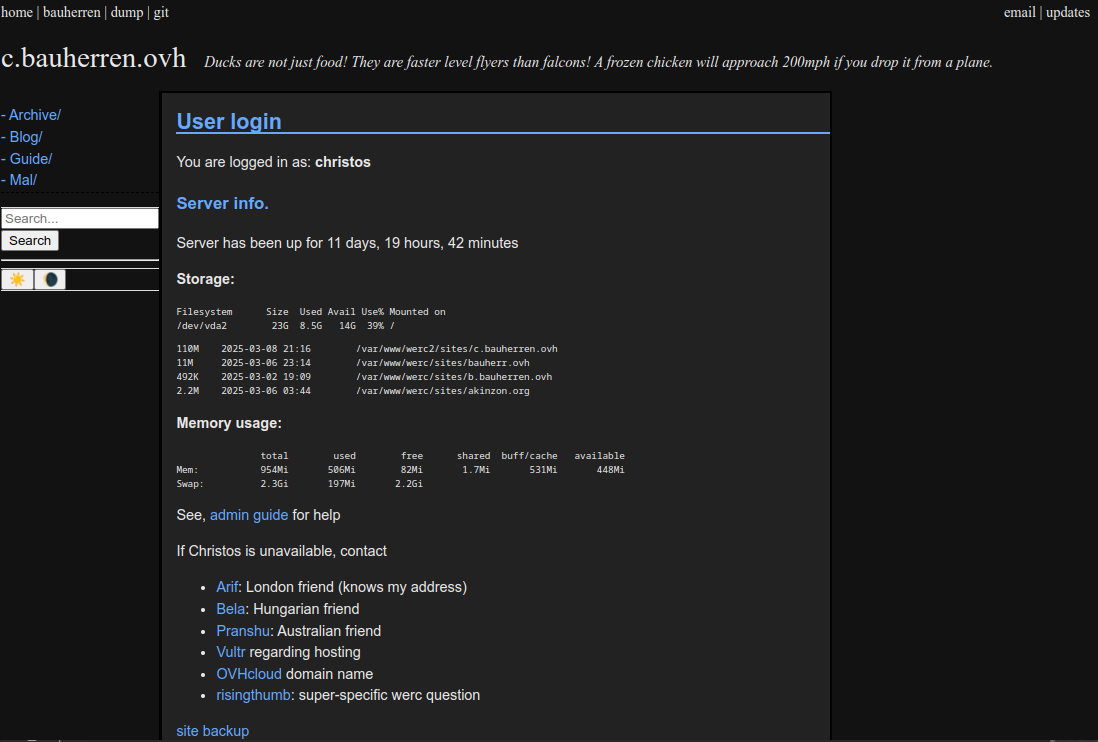 home | bauherren | dump | git
email | updates
c.bauherren.ovh Ducks are not just food! They are faster level flyers than falcons! A frozen chicken will approach 200mph if you drop it from a plane.
- Archive/
- Blog/
- Guide/
- Mal/
Search...
Search
User login
You are logged in as: christos
Server info.
Server has been up for 11 days, 19 hours, 42 minutes
Storage:
Filesystem      Size  Used Avail Use% Mounted on
/dev/vda2        23G  8.5G   14G  39% /
110M    2025-03-08 21:16        /var/www/werc2/sites/c.bauherren.ovh
11M     2025-03-06 23:14        /var/www/werc/sites/bauherr.ovh
492K    2025-03-02 19:09        /var/www/werc/sites/b.bauherren.ovh
2.2M    2025-03-06 03:44        /var/www/werc/sites/akinzon.org
Memory usage:
               total        used        free      shared  buff/cache   available
Mem:           954Mi       506Mi        82Mi       1.7Mi       531Mi       448Mi
Swap:          2.3Gi       197Mi       2.2Gi
See, admin guide for help
If Christos is unavailable, contact
• Arif: London friend (knows my address)
• Bela: Hungarian friend
• Pranshu: Australian friend
• Vultr regarding hosting
• OVHcloud domain name
• risingthumb: super-specific werc question
site backup